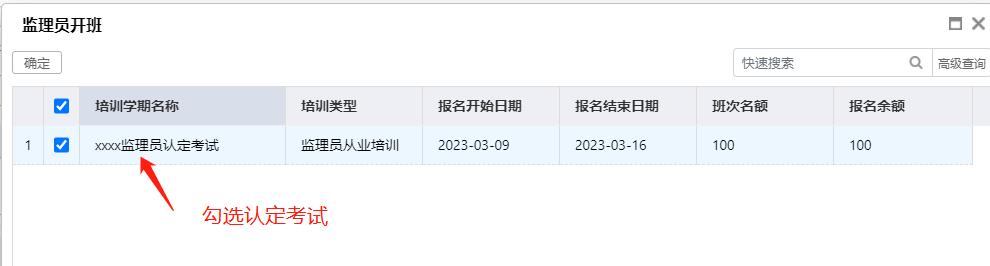 监理员开班
确定
快速搜索 高级查询
培训学期名称 培训类型 报名开始日期 报名结束日期 班次名额 报名余额
1 xxxx监理员认定考试 监理员从业培训 2023-03-09 2023-03-16 100 100
勾选认定考试